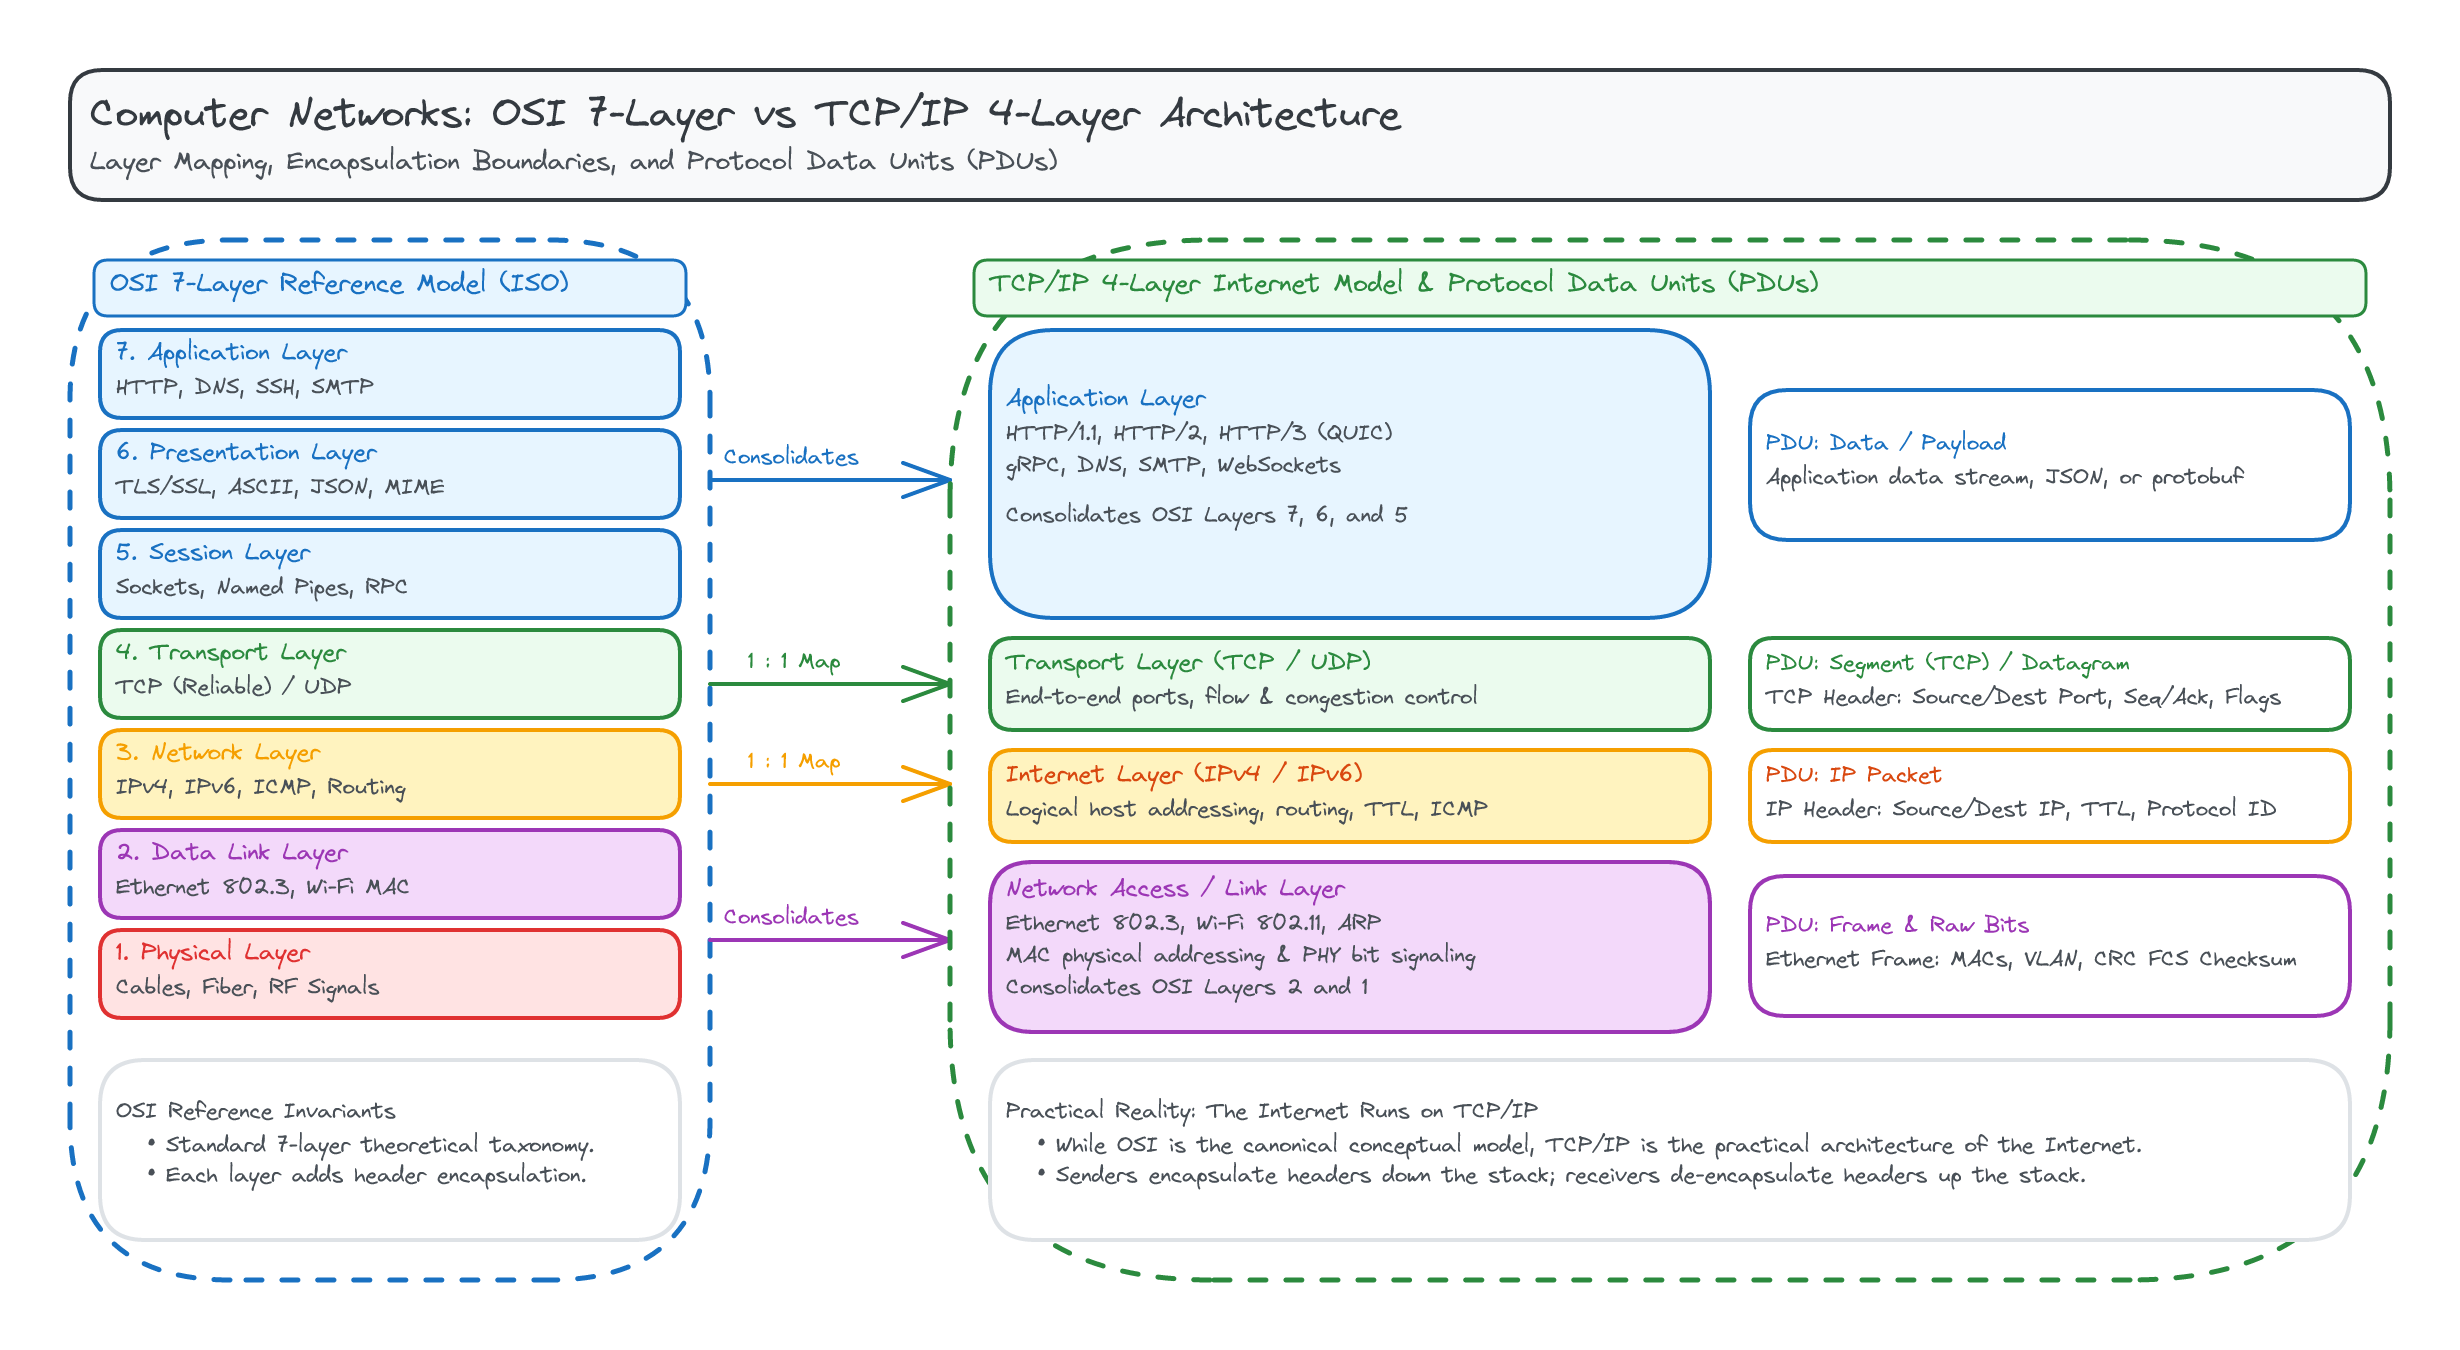 Computer Networks: OSI 7-Layer vs TCP/IP 4-Layer Architecture
Layer Mapping, Encapsulation Boundaries, and Protocol Data Units (PDUs)
OSI 7-Layer Reference Model (ISO)
7. Application Layer
HTTP, DNS, SSH, SMTP
6. Presentation Layer
TLS/SSL, ASCII, JSON, MIME
5. Session Layer
Sockets, Named Pipes, RPC
4. Transport Layer
TCP (Reliable) / UDP
3. Network Layer
IPv4, IPv6, ICMP, Routing
2. Data Link Layer
Ethernet 802.3, Wi-Fi MAC
1. Physical Layer
Cables, Fiber, RF Signals
OSI Reference Invariants
• Standard 7-layer theoretical taxonomy.
• Each layer adds header encapsulation.
Consolidates
1 : 1 Map
1 : 1 Map
Consolidates
TCP/IP 4-Layer Internet Model & Protocol Data Units (PDUs)
Application Layer
HTTP/1.1, HTTP/2, HTTP/3 (QUIC)
gRPC, DNS, SMTP, WebSockets
Consolidates OSI Layers 7, 6, and 5
PDU: Data / Payload
Application data stream, JSON, or protobuf
Transport Layer (TCP / UDP)
End-to-end ports, flow & congestion control
PDU: Segment (TCP) / Datagram
TCP Header: Source/Dest Port, Seq/Ack, Flags
Internet Layer (IPv4 / IPv6)
Logical host addressing, routing, TTL, ICMP
PDU: IP Packet
IP Header: Source/Dest IP, TTL, Protocol ID
Network Access / Link Layer
Ethernet 802.3, Wi-Fi 802.11, ARP
MAC physical addressing & PHY bit signaling
Consolidates OSI Layers 2 and 1
PDU: Frame & Raw Bits
Ethernet Frame: MACs, VLAN, CRC FCS Checksum
Practical Reality: The Internet Runs on TCP/IP
• While OSI is the canonical conceptual model, TCP/IP is the practical architecture of the Internet.
• Senders encapsulate headers down the stack; receivers de-encapsulate headers up the stack.